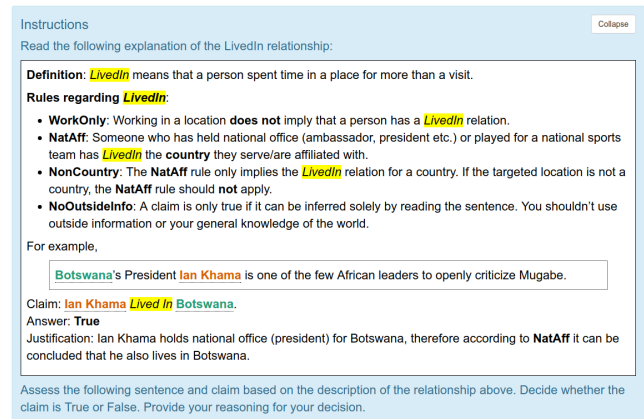 Instructions
Collapse
Read the following explanation of the LivedIn relationship:
Definition: LivedIn means that a person spent time in a place for more than a visit.
Rules regarding LivedIn:
• WorkOnly: Working in a location does not imply that a person has a LivedIn relation.
• NatAff: Someone who has held national office (ambassador, president etc.) or played for a national sports
team has LivedIn the country they serve/are affiliated with.
• NonCountry: The NatAff rule only implies the LivedIn relation for a country. If the targeted location is not a
country, the NatAff rule should not apply.
• NoOutsideInfo: A claim is only true if it can be inferred solely by reading the sentence. You shouldn't use
outside information or your general knowledge of the world.
For example,
Botswana's President Ian Khama is one of the few African leaders to openly criticize Mugabe.
Claim: Ian Khama Lived In Botswana.
Answer: True
Justification: Ian Khama holds national office (president) for Botswana, therefore according to NatAff it can be
concluded that he also lives in Botswana.
Assess the following sentence and claim based on the description of the relationship above. Decide whether the
claim is True or False. Provide your reasoning for your decision.